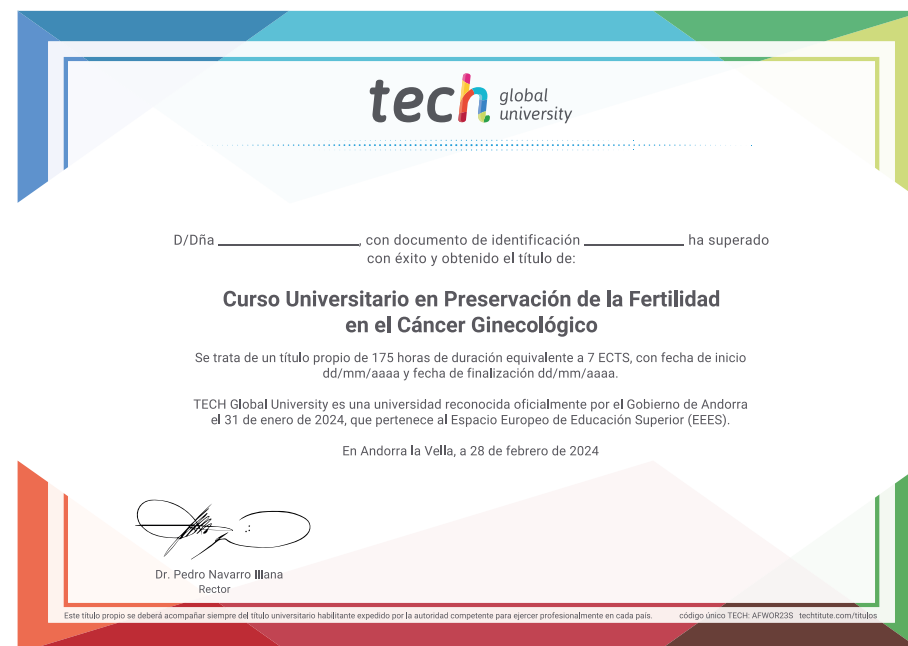 tech global university
D/Dña ______________, con documento de identificación ______________ ha superado
con éxito y obtenido el título de:
Curso Universitario en Preservación de la Fertilidad
en el Cáncer Ginecológico
Se trata de un título propio de 175 horas de duración equivalente a 7 ECTS, con fecha de inicio
dd/mm/aaaa y fecha de finalización dd/mm/aaaa.
TECH Global University es una universidad reconocida oficialmente por el Gobierno de Andorra
el 31 de enero de 2024, que pertenece al Espacio Europeo de Educación Superior (EEES).
En Andorra la Vella, a 28 de febrero de 2024
Dr. Pedro Navarro Illana
Rector
Este título propio se deberá acompañar siempre del título universitario habilitante expedido por la autoridad competente para ejercer profesionalmente en cada país. código único TECH: AFWOR23S techtitute.com/titulos